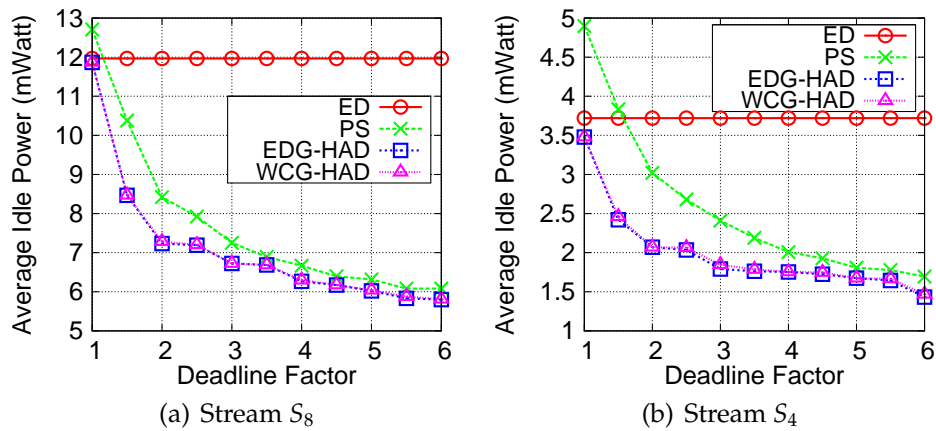 13
12
11
10
9
8
7
6
5
1 2 3 4 5 6
Average Idle Power (mWatt)
Deadline Factor
ED
PS
EDG-HAD
WCG-HAD
(a) Stream S8
5
4.5
4
3.5
3
2.5
2
1.5
1
1 2 3 4 5 6
Average Idle Power (mWatt)
Deadline Factor
ED
PS
EDG-HAD
WCG-HAD
(b) Stream S4